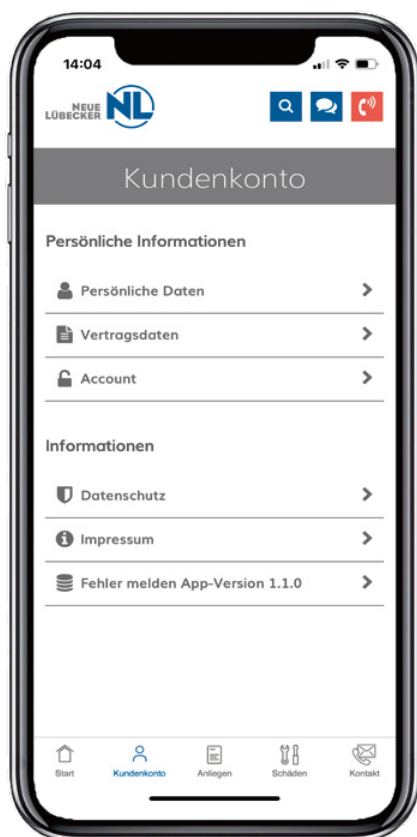 14:04
NEUE
LÜBECKER
NL
Kundenkonto
Persönliche Informationen
Persönliche Daten
Vertragsdaten
Account
Informationen
Datenschutz
Impressum
Fehler melden App-Version 1.1.0
Start Kundenkonto Anliegen Schäden Kontakt